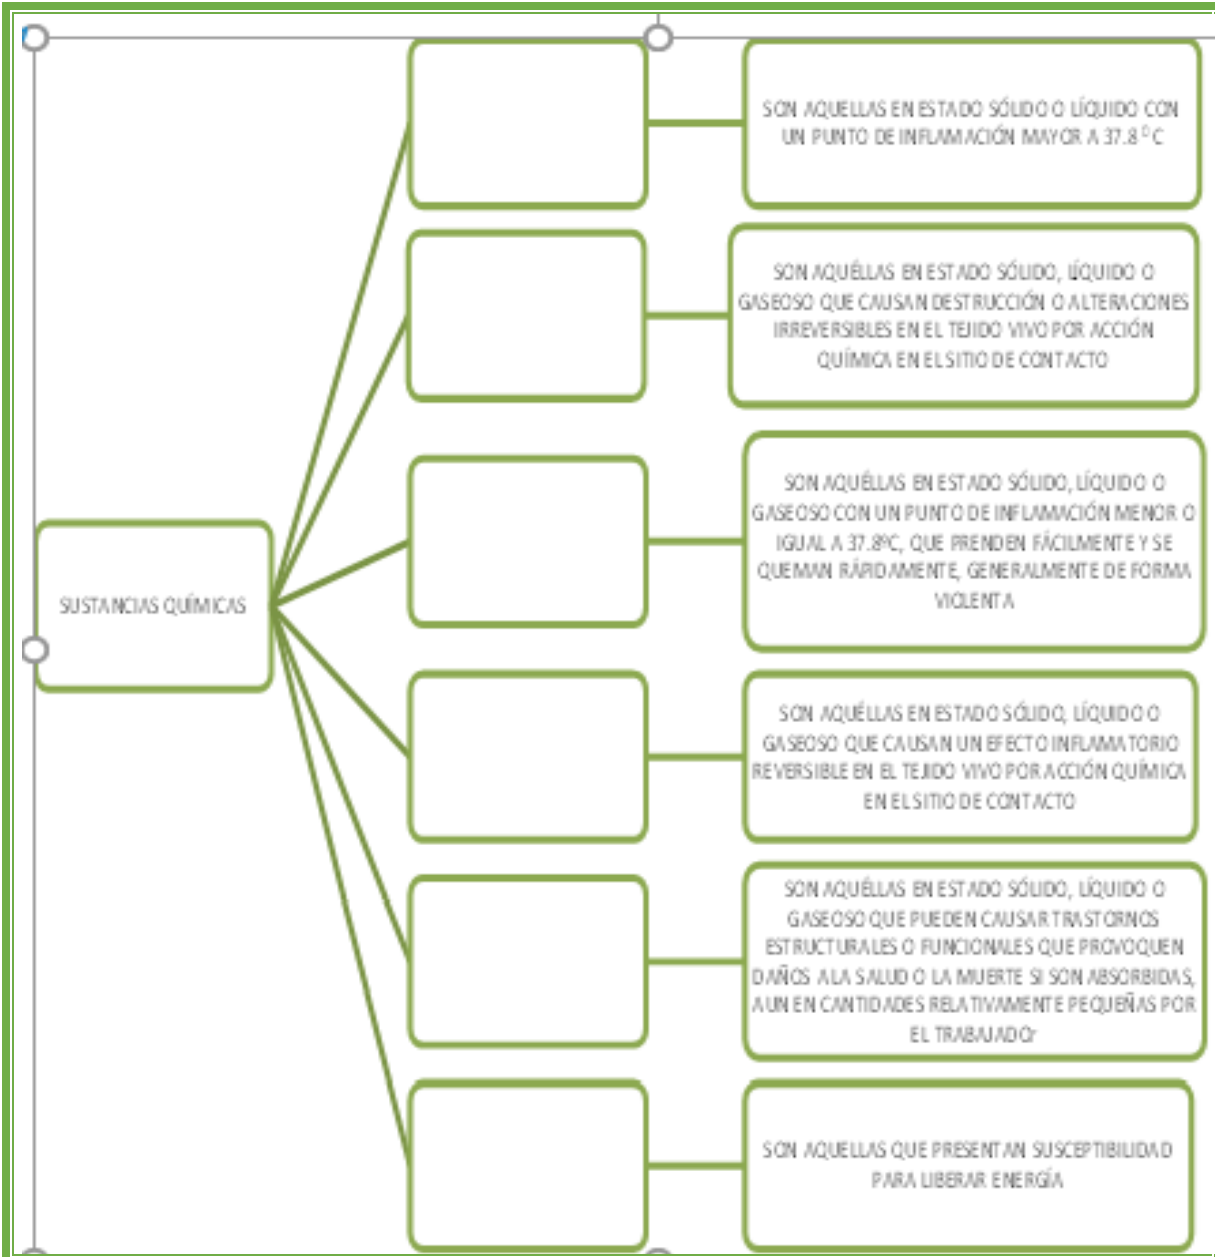 SON AQUELLAS EN ESTADO SÓLIDO O LÍQUIDO CON
UN PUNTO DE INFLAMACIÓN MAYOR A 37.8 ⁰ C
SON AQUÉLLAS EN ESTADO SÓLIDO, LÍQUIDO O
GASEOSO QUE CAUSAN DESTRUCCIÓN O ALTERACIONES
IRREVERSIBLES EN EL TEJIDO VIVO POR ACCIÓN
QUÍMICA EN EL SITIO DE CONTACTO
SON AQUÉLLAS EN ESTADO SÓLIDO, LÍQUIDO O
GASEOSO CON UN PUNTO DE INFLAMACIÓN MENOR O
IGUAL A 37.8ºC, QUE PRENDEN FÁCILMENTE Y SE
QUEMAN RÁPIDAMENTE, GENERALMENTE DE FORMA
VIOLENTA
SUSTANCIAS QUÍMICAS
SON AQUÉLLAS EN ESTADO SÓLIDO, LÍQUIDO O
GASEOSO QUE CAUSAN UN EFECTO INFLAMATORIO
REVERSIBLE EN EL TEJIDO VIVO POR ACCIÓN QUÍMICA
EN EL SITIO DE CONTACTO
SON AQUÉLLAS EN ESTADO SÓLIDO, LÍQUIDO O
GASEOSO QUE PUEDEN CAUSAR TRASTORNOS
ESTRUCTURALES O FUNCIONALES QUE PROVOQUEN
DAÑOS A LA SALUD O LA MUERTE SI SON ABSORBIDAS,
AUN EN CANTIDADES RELATIVAMENTE PEQUEÑAS POR
EL TRABAJADOr
SON AQUELLAS QUE PRESENTAN SUSCEPTIBILIDAD
PARA LIBERAR ENERGÍA